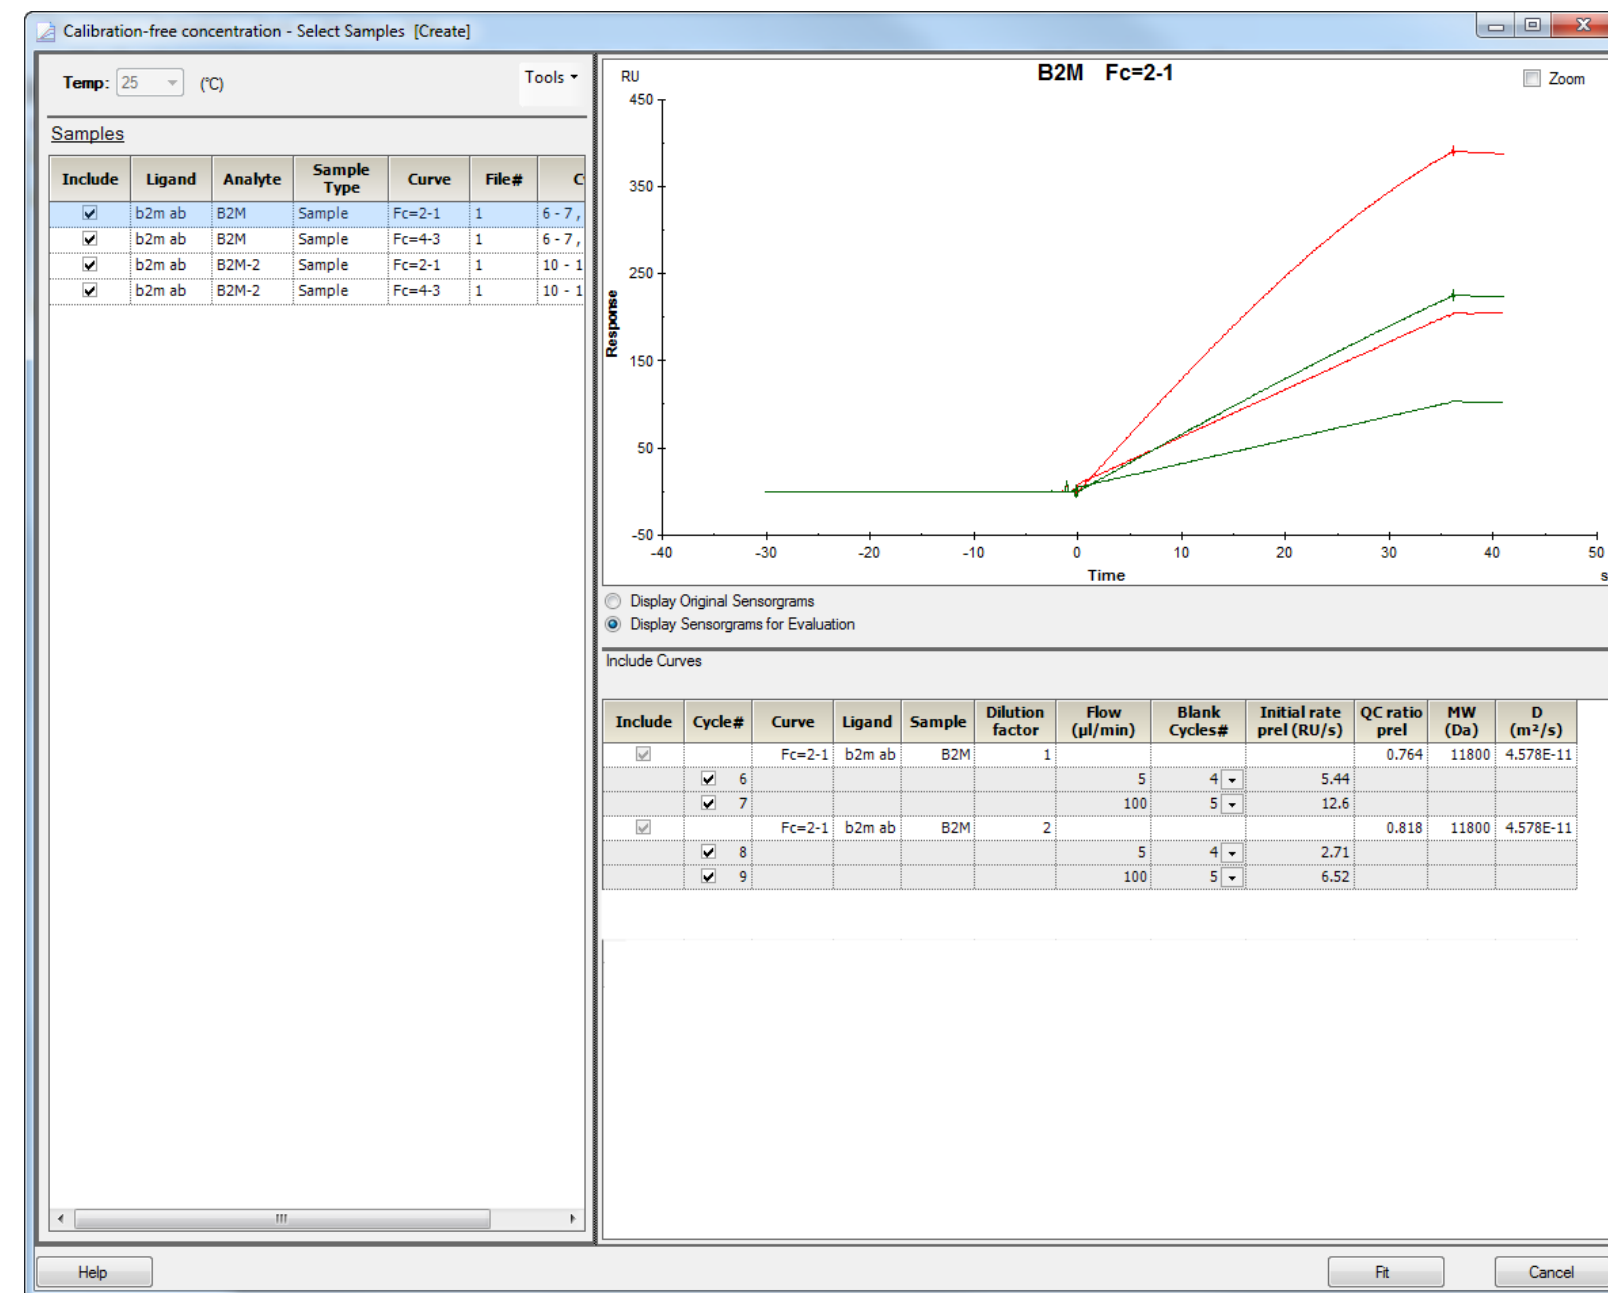 Calibration-free concentration - Select Samples [Create]
Temp: 25 (°C)
Tools
Samples
Include Ligand Analyte Sample Type Curve File# C
b2m ab B2M Sample Fc=2-1 1 6 - 7 ,
b2m ab B2M Sample Fc=4-3 1 6 - 7 ,
b2m ab B2M-2 Sample Fc=2-1 1 10 - 1
b2m ab B2M-2 Sample Fc=4-3 1 10 - 1
RU
B2M Fc=2-1
Zoom
450
350
250
150
50
-50
Response
-40 -30 -20 -10 0 10 20 30 40 50
Time
s
Display Original Sensorgrams
Display Sensorgrams for Evaluation
Include Curves
Include Cycle# Curve Ligand Sample Dilution factor Flow (µl/min) Blank Cycles# Initial rate prel (RU/s) QC ratio prel MW (Da) D (m²/s)
Fc=2-1 b2m ab B2M 1 0.764 11800 4.578E-11
6 5 4 5.44
7 100 5 12.6
Fc=2-1 b2m ab B2M 2 0.818 11800 4.578E-11
8 5 4 2.71
9 100 5 6.52
Help
Fit
Cancel